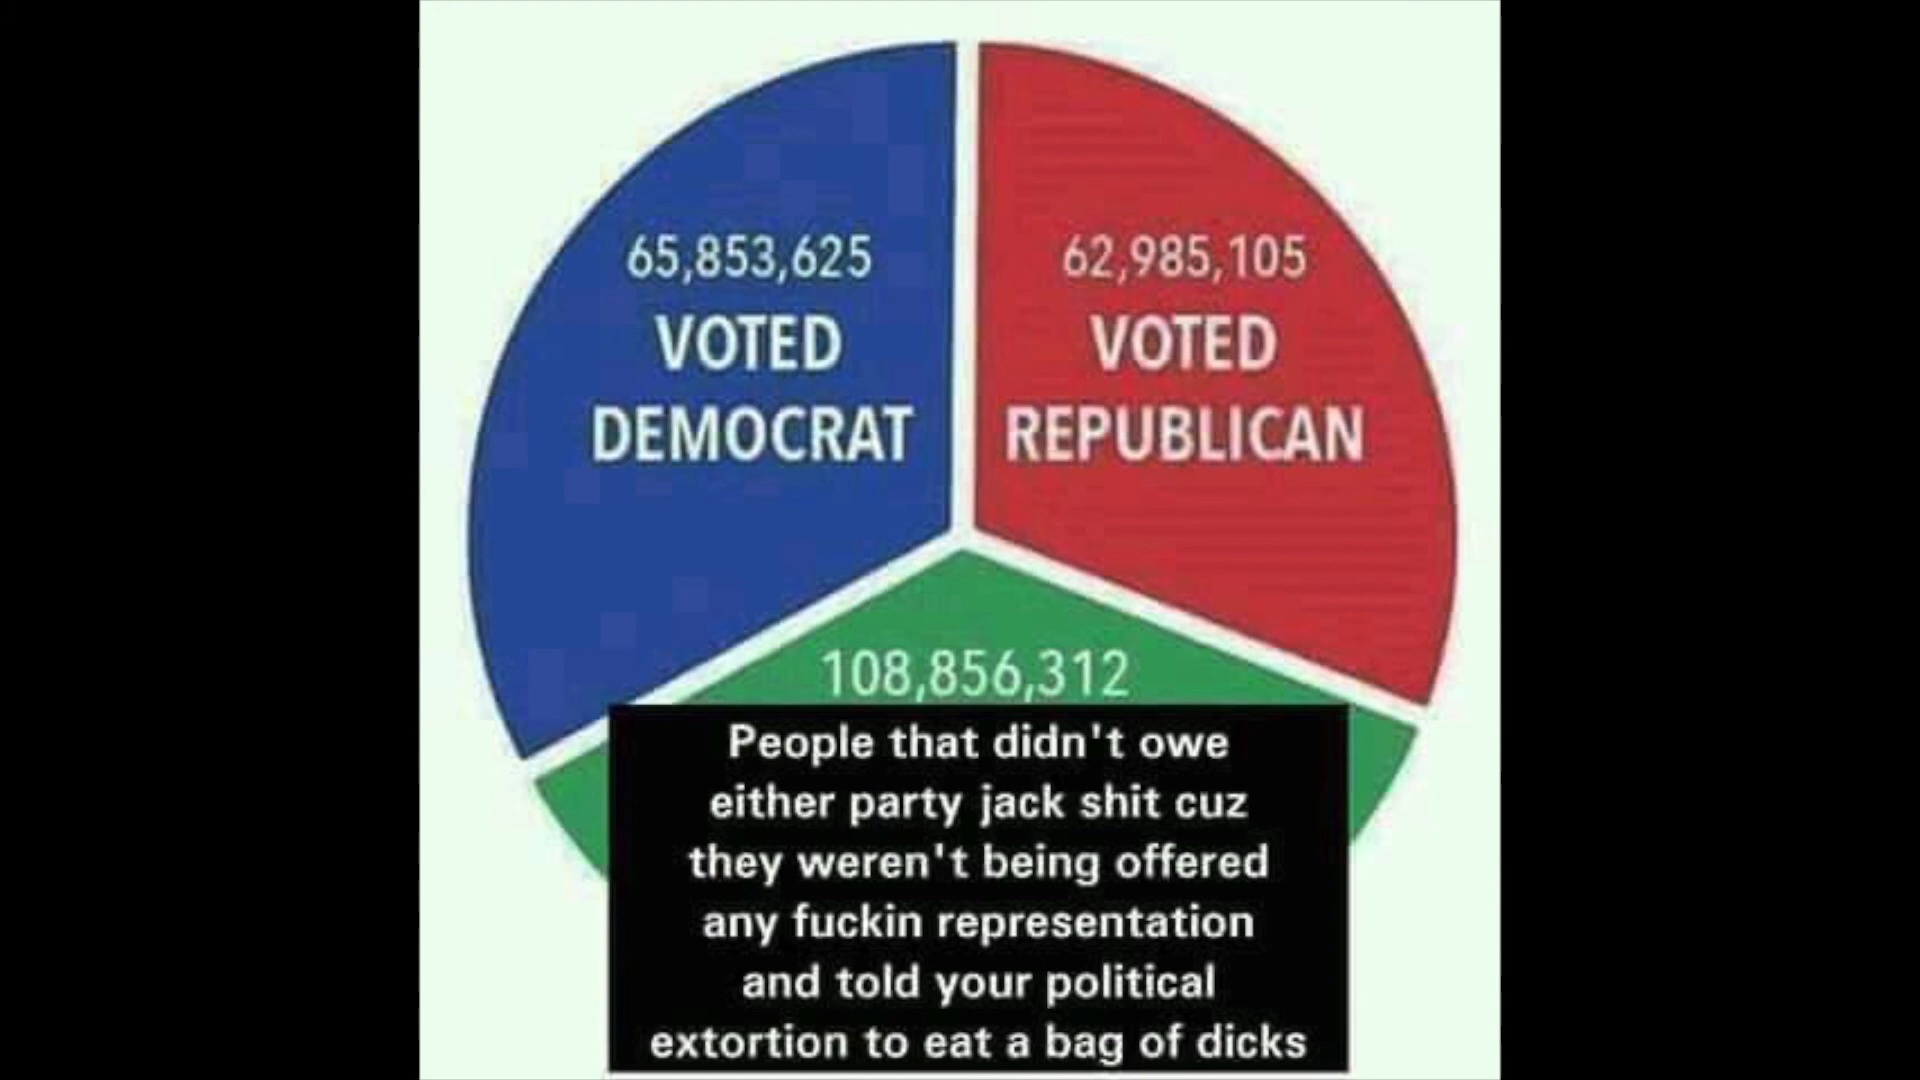 65,853,625
VOTED
DEMOCRAT
62,985,105
VOTED
REPUBLICAN
108,856,312
People that didn't owe
either party jack shit cuz
they weren't being offered
any fuckin representation
and told your political
extortion to eat a bag of dicks